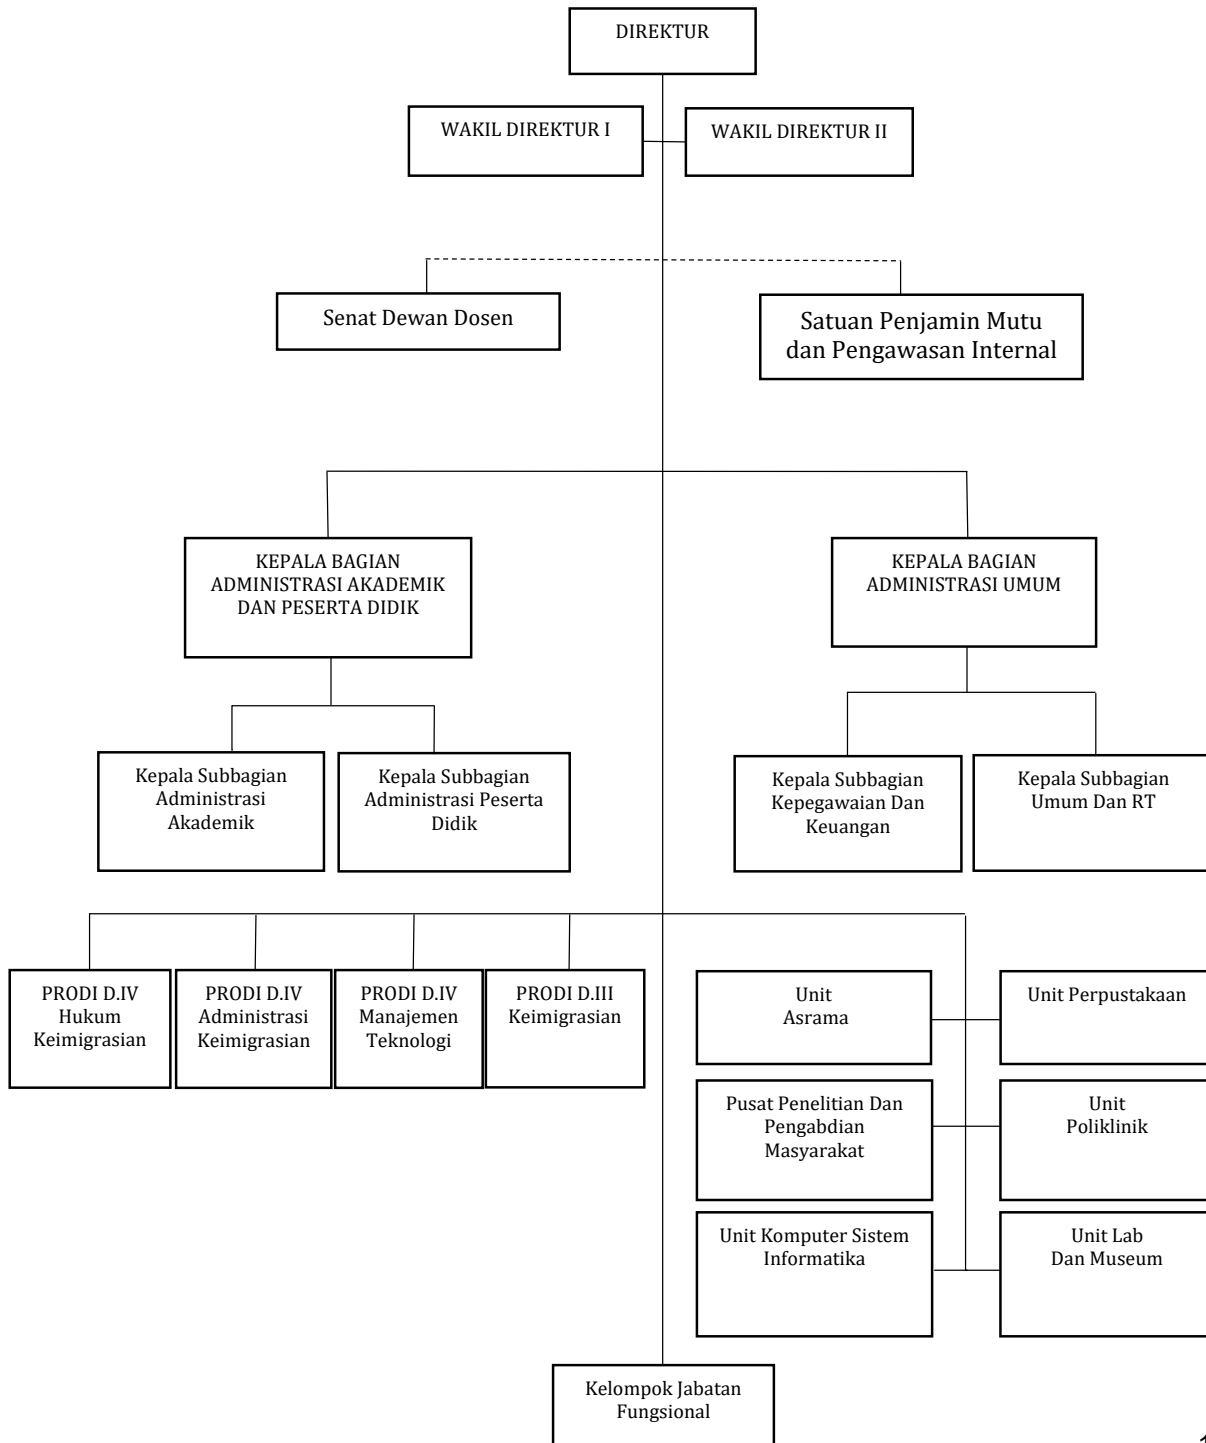 DIREKTUR
WAKIL DIREKTUR I
WAKIL DIREKTUR II
Senat Dewan Dosen
Satuan Penjamin Mutu
dan Pengawasan Internal
KEPALA BAGIAN
ADMINISTRASI AKADEMIK
DAN PESERTA DIDIK
KEPALA BAGIAN
ADMINISTRASI UMUM
Kepala Subbagian
Administrasi
Akademik
Kepala Subbagian
Administrasi Peserta
Didik
Kepala Subbagian
Kepegawaian Dan
Keuangan
Kepala Subbagian
Umum Dan RT
PRODI D.IV
Hukum
Keimigrasian
PRODI D.IV
Administrasi
Keimigrasian
PRODI D.IV
Manajemen
Teknologi
PRODI D.III
Keimigrasian
Unit
Asrama
Unit Perpustakaan
Pusat Penelitian Dan
Pengabdian
Masyarakat
Unit
Poliklinik
Unit Komputer Sistem
Informatika
Unit Lab
Dan Museum
Kelompok Jabatan
Fungsional